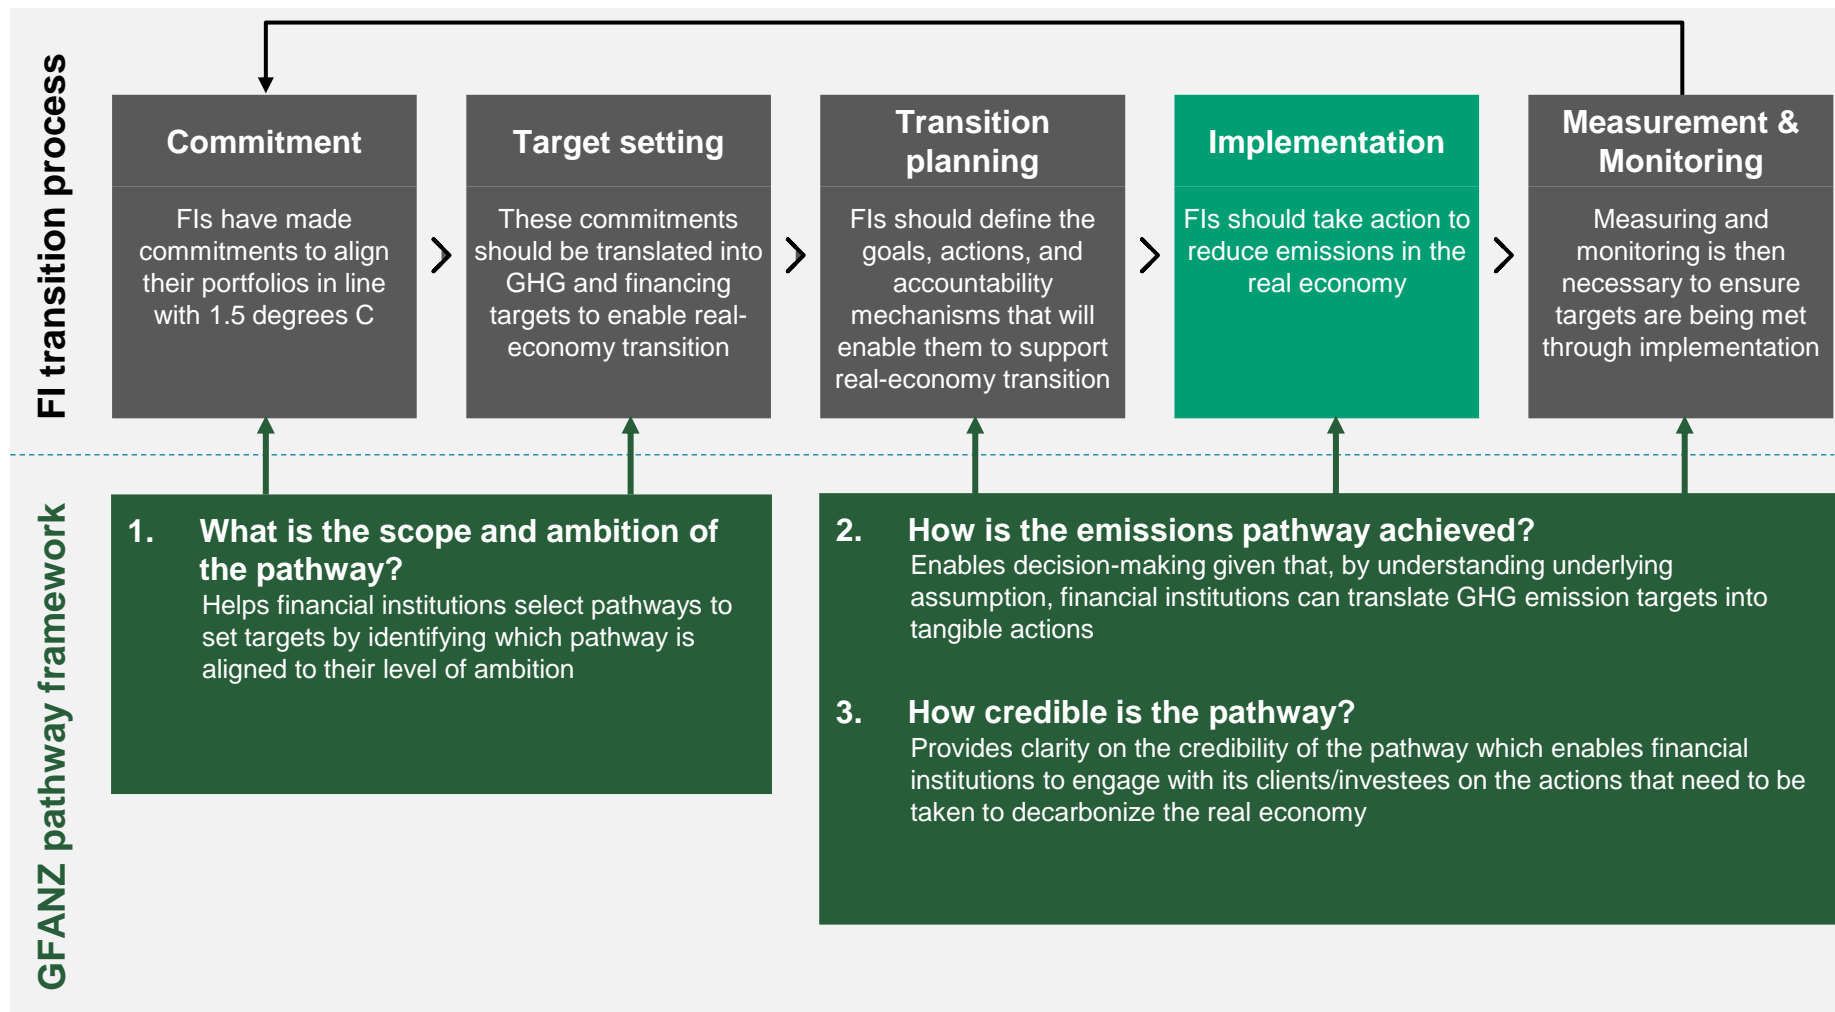 FI transition process
Commitment
FIs have made
commitments to align
their portfolios in line
with 1.5 degrees C
Target setting
These commitments
should be translated into
GHG and financing
targets to enable real-
economy transition
Transition
planning
FIs should define the
goals, actions, and
accountability
mechanisms that will
enable them to support
real-economy transition
Implementation
FIs should take action to
reduce emissions in the
real economy
Measurement &
Monitoring
Measuring and
monitoring is then
necessary to ensure
targets are being met
through implementation
GFANZ pathway framework
1. What is the scope and ambition of
the pathway?
Helps financial institutions select pathways to
set targets by identifying which pathway is
aligned to their level of ambition
2. How is the emissions pathway achieved?
Enables decision-making given that, by understanding underlying
assumption, financial institutions can translate GHG emission targets into
tangible actions
3. How credible is the pathway?
Provides clarity on the credibility of the pathway which enables financial
institutions to engage with its clients/investees on the actions that need to be
taken to decarbonize the real economy